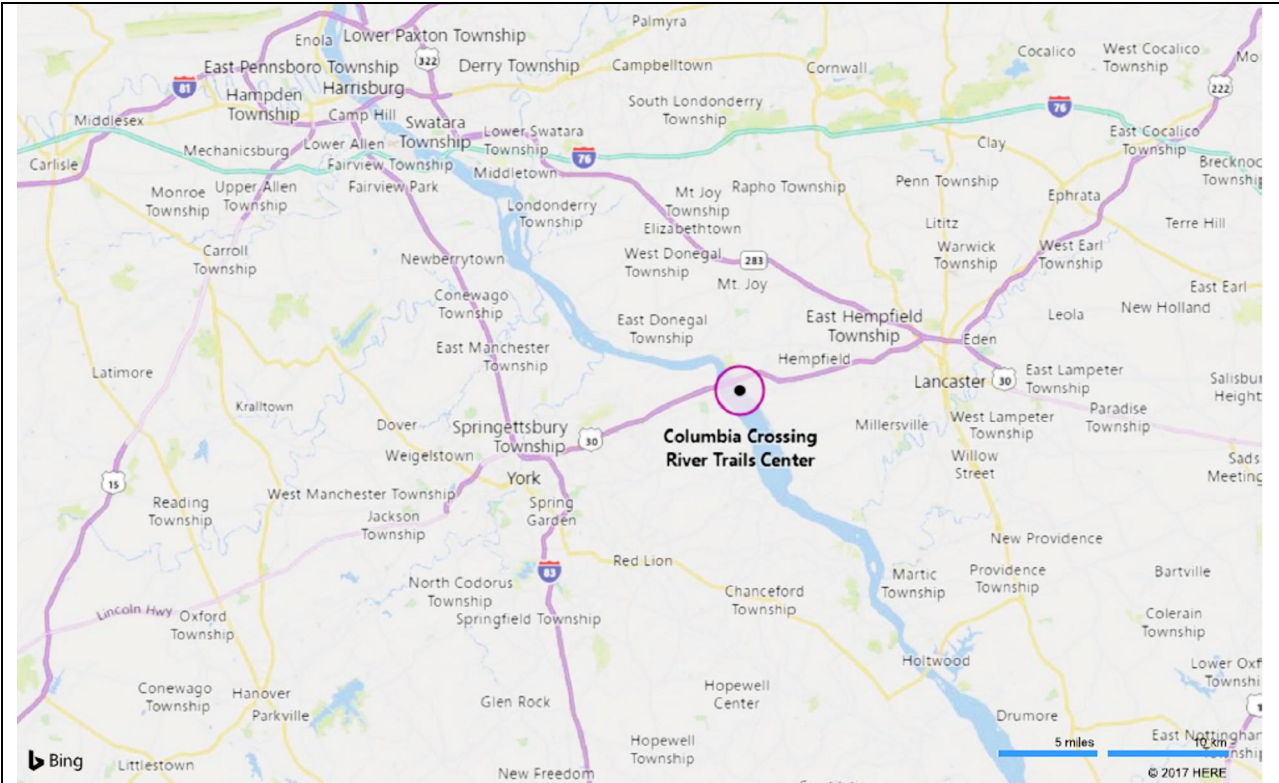 Palmyra
Enola
Lower Paxton Township
322
East Pennsboro Township
Derry Township
Campbelltown
Cornwall
Cocalico
West Cocalico
Township
81
Hampden
Township
Harrisburg
222
Middlesex
Camp Hill
Swatara
Township
South Londonderry
Township
76
Lower Swatara
Township
East Cocalico
Township
Carlisle
Mechanicsburg
Lower Allen
Fairview Township
76
Clay
Middletown
Fairview Park
Monroe
Township
Upper Allen
Township
Londonderry
Township
Mt Joy
Township
Rapho Township
Penn Township
Ephrata
Elizabethtown
Lititz
Terre Hill
Carroll
Township
Newberrytown
West Donegal
Township
283
Mt. Joy
Warwick
Township
West Earl
Township
Conewago
Township
East Earl
New Holland
East Donegal
Township
East Hempfield
Township
Leola
East Manchester
Township
Hempfield
Eden
Latimore
Lancaster
30
East Lampeter
Township
Kralltown
Dover
Springettsbury
Township
30
Columbia Crossing
River Trails Center
Millersville
West Lampeter
Township
Paradise
Township
Weigelstown
Willow
Street
York
15
Reading
Township
West Manchester Township
Jackson
Township
Spring
Garden
New Providence
Red Lion
83
North Codorus
Township
Springfield Township
Chanceford
Township
Martic
Township
Providence
Township
Bartville
Lincoln Hwy
Oxford
Township
Colerain
Township
Holtwood
Conewago
Township
Hanover
Parkville
Glen Rock
Hopewell
Center
Drumore
Hopewell
Township
5 miles
10 km
Bing
Littlestown
New Freedom
© 2017 HERE